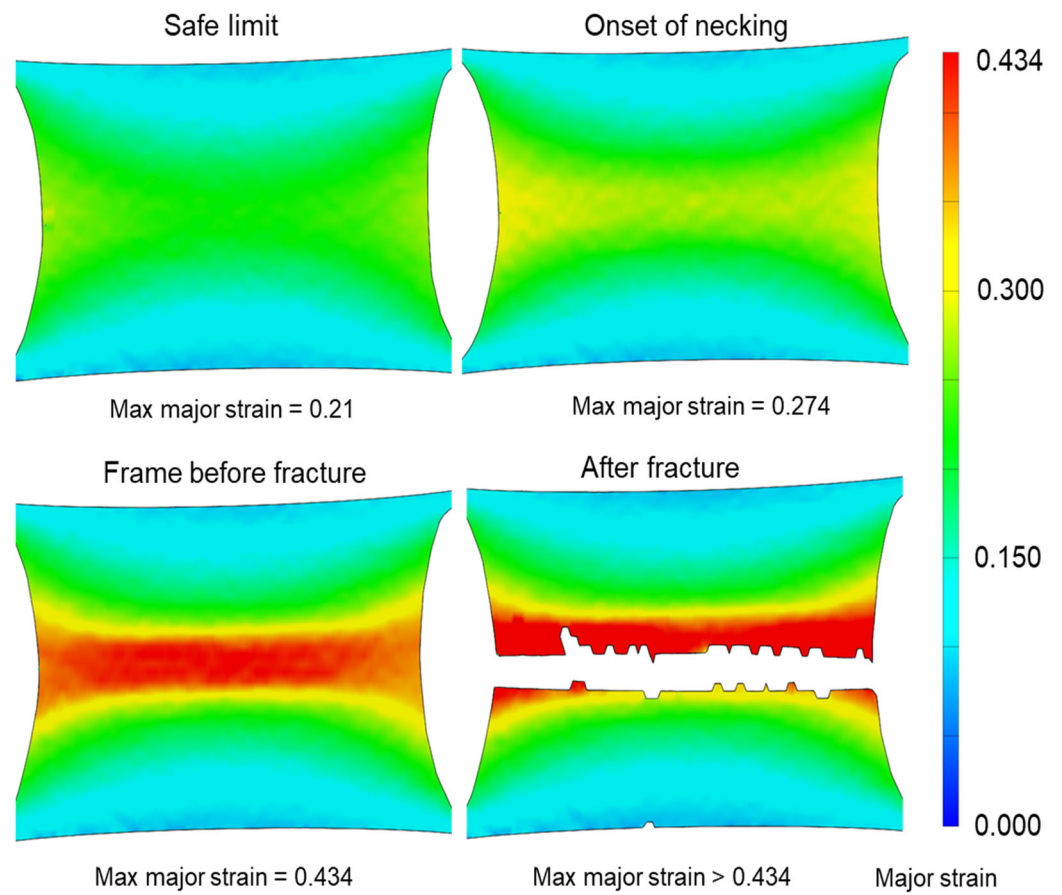 Safe limit
Onset of necking
0.434
0.300
Max major strain = 0.21
Max major strain = 0.274
Frame before fracture
After fracture
0.150
0.000
Max major strain = 0.434
Max major strain > 0.434
Major strain